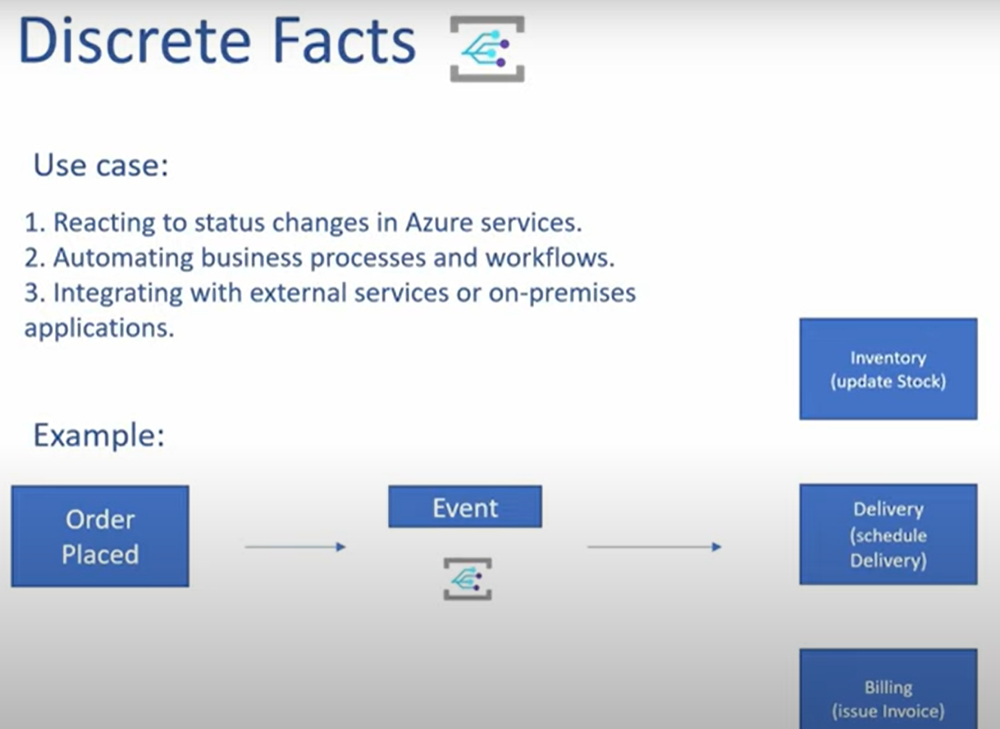 Discrete Facts
Use case:
1. Reacting to status changes in Azure services.
2. Automating business processes and workflows.
3. Integrating with external services or on-premises
applications.
Example:
Order
Placed
Event
Inventory
(update Stock)
Delivery
(schedule
Delivery)
Billing
(issue Invoice)